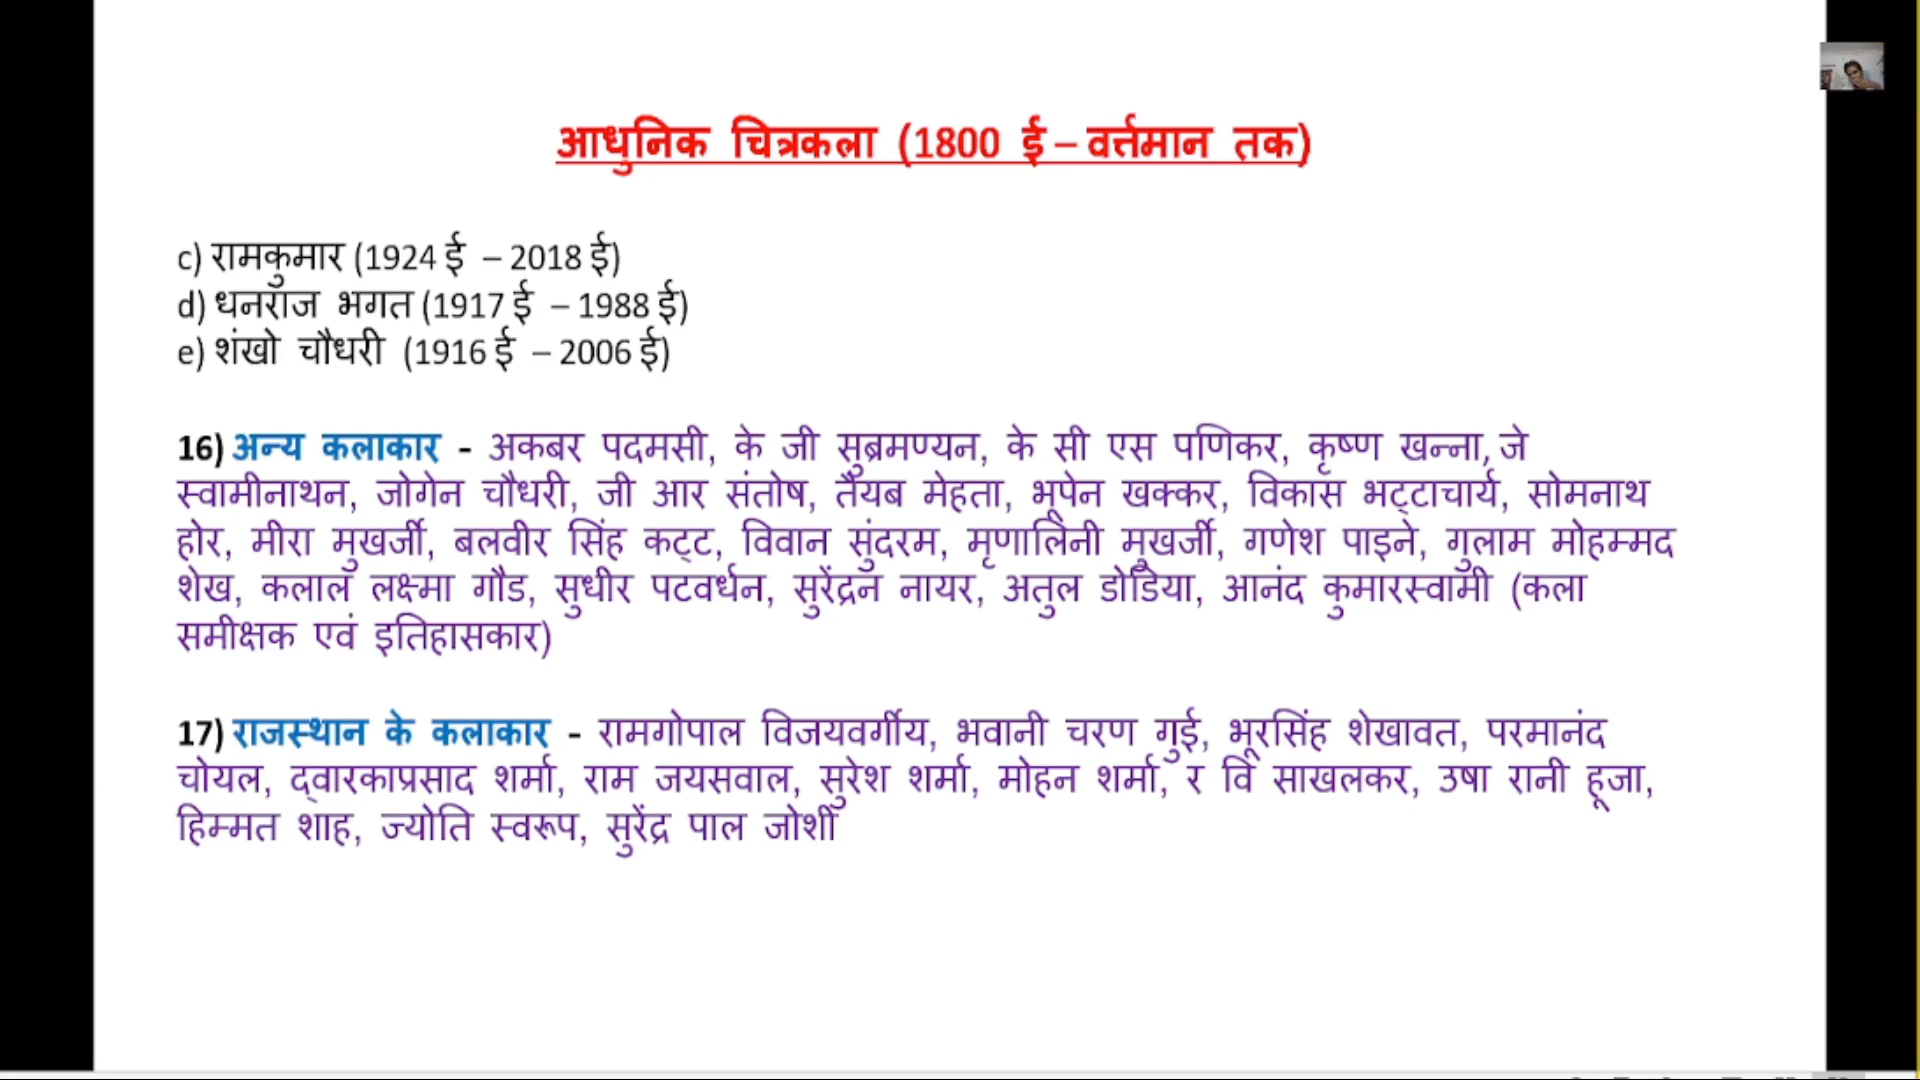 आधुनिक चित्रकला (1800 ई – वर्त्तमान तक)
c) रामकुमार (1924 ई – 2018 ई)
d) धनराज भगत (1917 ई – 1988 ई)
e) शंखो चौधरी (1916 ई – 2006 ई)
16) अन्य कलाकार - अकबर पदमसी, के जी सुब्रमण्यन, के सी एस पणिकर, कृष्ण खन्ना, जे
स्वामीनाथन, जोगेन चौधरी, जी आर संतोष, तैयब मेहता, भूपेन खक्कर, विकास भट्टाचार्य, सोमनाथ
होर, मीरा मुखर्जी, बलवीर सिंह कट्ट, विवान सुंदरम, मृणालिनी मुखर्जी, गणेश पाइने, गुलाम मोहम्मद
शेख, कलाल लक्ष्मा गौड, सुधीर पटवर्धन, सुरेंद्रन नायर, अतुल डोडिया, आनंद कुमारस्वामी (कला
समीक्षक एवं इतिहासकार)
17) राजस्थान के कलाकार - रामगोपाल विजयवर्गीय, भवानी चरण गुई, भूरसिंह शेखावत, परमानंद
चोयल, द्वारकाप्रसाद शर्मा, राम जयसवाल, सुरेश शर्मा, मोहन शर्मा, र वि साखलकर, उषा रानी हूजा,
हिम्मत शाह, ज्योति स्वरूप, सुरेंद्र पाल जोशी